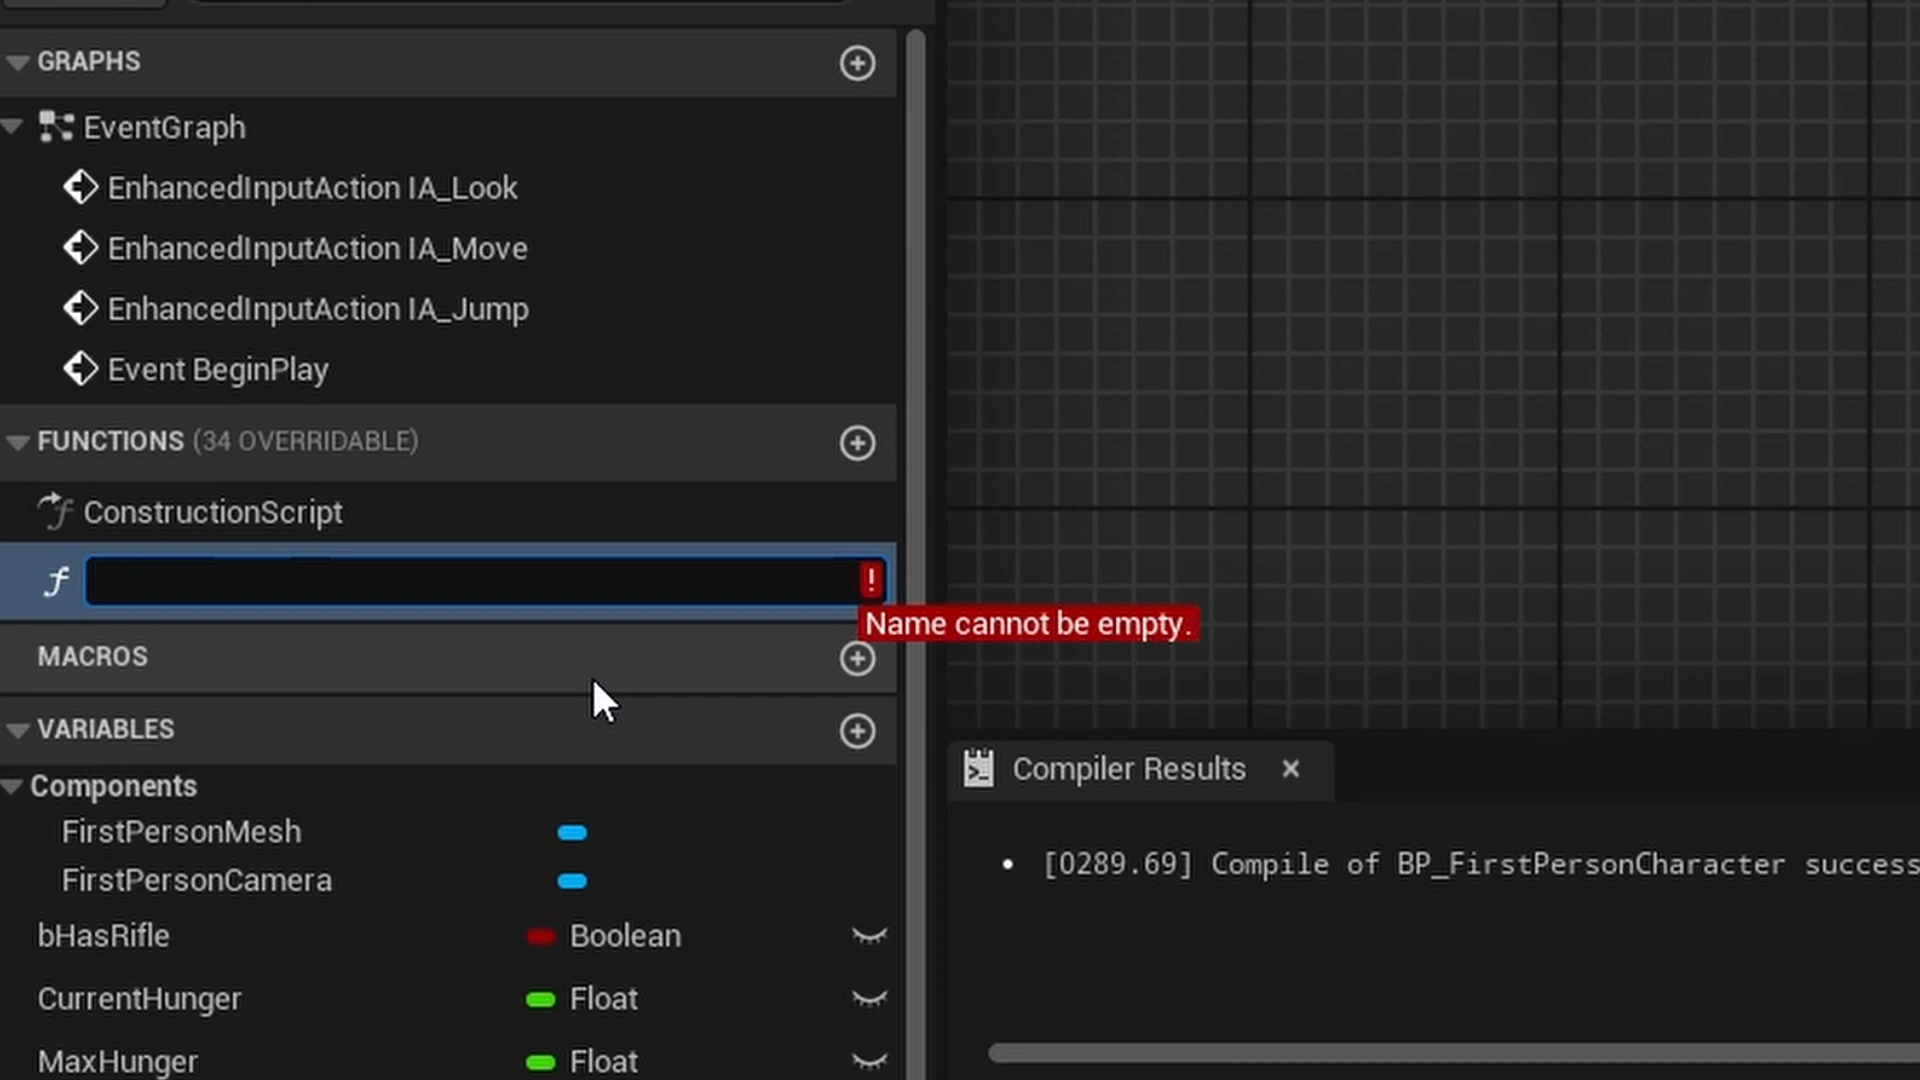 GRAPHS
EventGraph
EnhancedInputAction IA_Look
EnhancedInputAction IA_Move
EnhancedInputAction IA_Jump
Event BeginPlay
FUNCTIONS (34 OVERRIDABLE)
ConstructionScript
!
Name cannot be empty.
MACROS
VARIABLES
Components
FirstPersonMesh
FirstPersonCamera
bHasRifle Boolean
CurrentHunger Float
MaxHunger Float
Compiler Results
[0289.69] Compile of BP_FirstPersonCharacter success